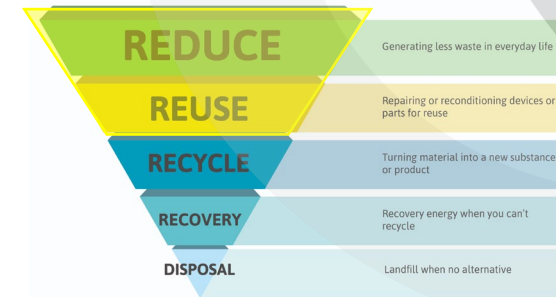 REDUCE
Generating less waste in everyday life
REUSE
Repairing or reconditioning devices or
parts for reuse
RECYCLE
Turning material into a new substance
or product
RECOVERY
Recovery energy when you can't
recycle
DISPOSAL
Landfill when no alternative